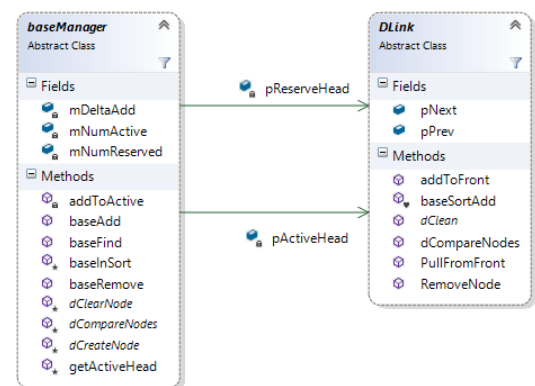 baseManager
Abstract Class
Fields
mDeltaAdd
mNumActive
mNumReserved
Methods
addToActive
baseAdd
baseFind
baseInSort
baseRemove
dClearNode
dCompareNodes
dCreateNode
getActiveHead
pReserveHead
pActiveHead
DLink
Abstract Class
Fields
pNext
pPrev
Methods
addToFront
baseSortAdd
dClean
dCompareNodes
PullFromFront
RemoveNode